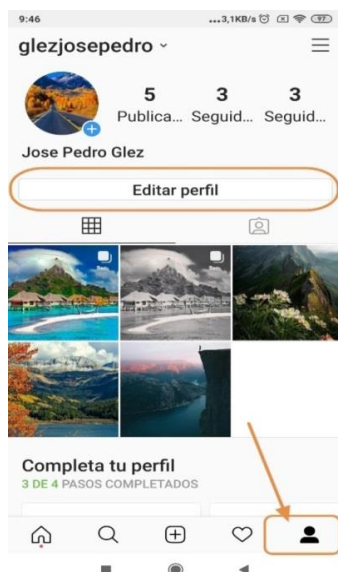 9:46
...3,1KB/s
97
glezjosepedro
5 3 3
Publica... Seguid... Seguid...
Jose Pedro Glez
Editar perfil
Completa tu perfil
3 DE 4 PASOS COMPLETADOS